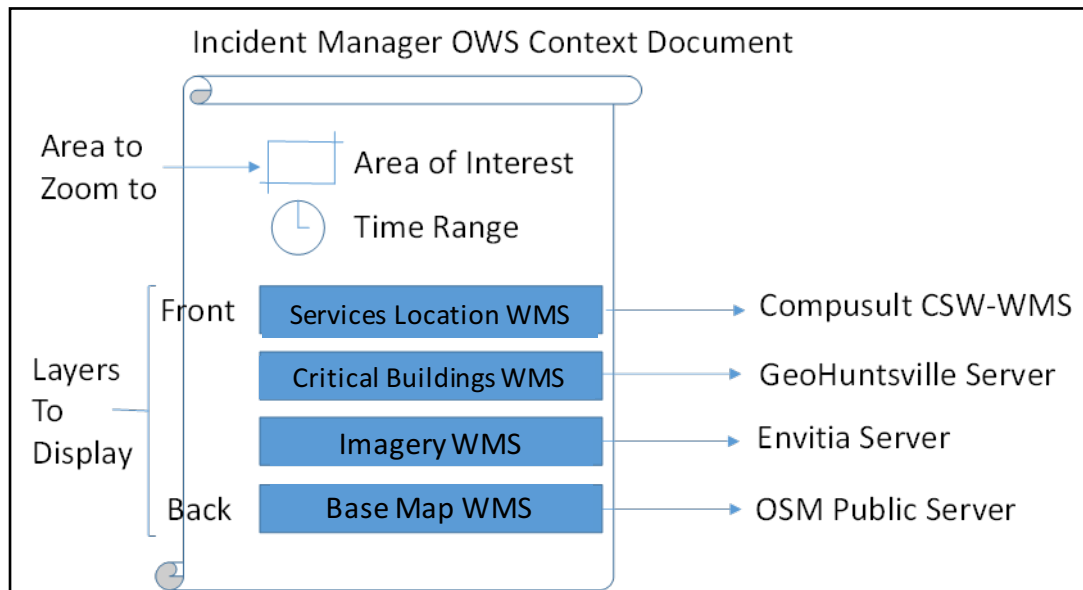 Incident Manager OWS Context Document
Area to
Zoom to
Area of Interest
Time Range
Layers
To
Display
Front
Services Location WMS
Compusult CSW-WMS
Critical Buildings WMS
GeoHuntsville Server
Imagery WMS
Envitia Server
Back
Base Map WMS
OSM Public Server